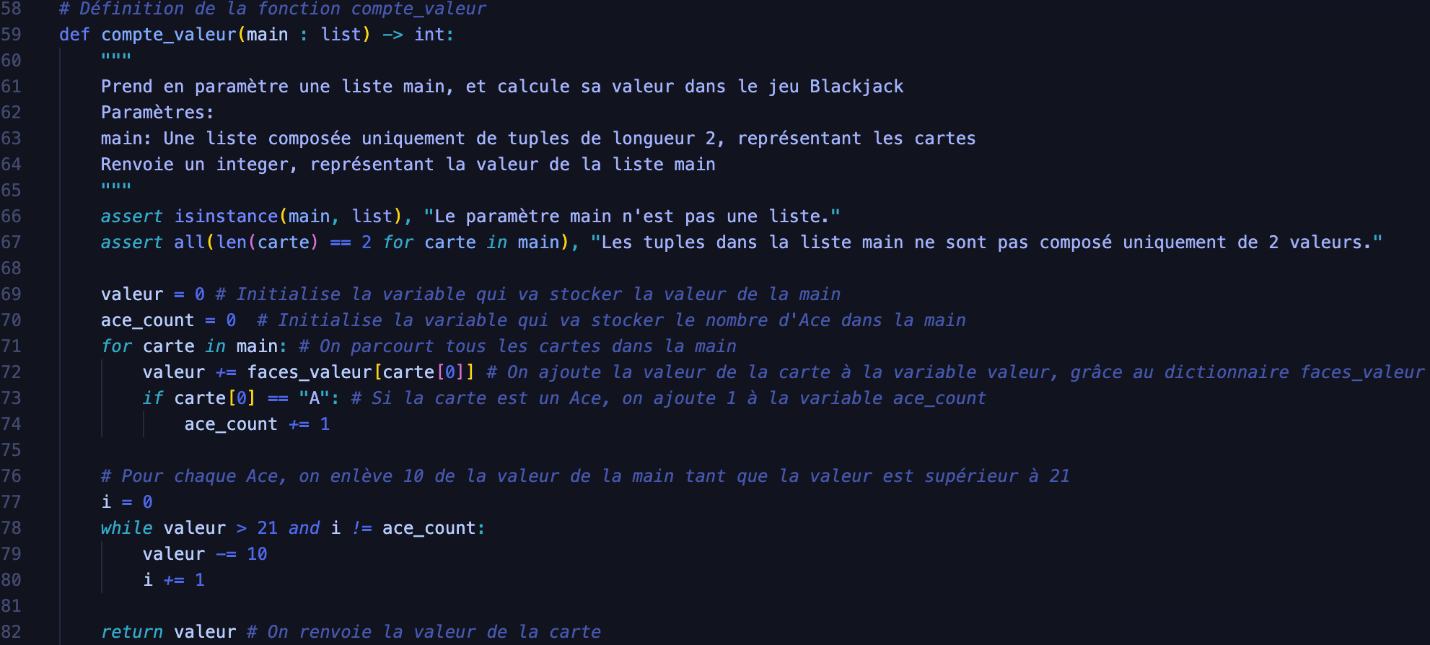 58 # Définition de la fonction compte_valeur
59 def compte_valeur(main : list) -> int:
60     """
61     Prend en paramètre une liste main, et calcule sa valeur dans le jeu Blackjack
62     Paramètres:
63     main: Une liste composée uniquement de tuples de longueur 2, représentant les cartes
64     Renvoie un integer, représentant la valeur de la liste main
65     """
66     assert isinstance(main, list), "Le paramètre main n'est pas une liste."
67     assert all(len(carte) == 2 for carte in main), "Les tuples dans la liste main ne sont pas composé uniquement de 2 valeurs."
68
69     valeur = 0 # Initialise la variable qui va stocker la valeur de la main
70     ace_count = 0  # Initialise la variable qui va stocker le nombre d'Ace dans la main
71     for carte in main: # On parcourt tous les cartes dans la main
72         valeur += faces_valeur[carte[0]] # On ajoute la valeur de la carte à la variable valeur, grâce au dictionnaire faces_valeur
73         if carte[0] == "A": # Si la carte est un Ace, on ajoute 1 à la variable ace_count
74             ace_count += 1
75
76     # Pour chaque Ace, on enlève 10 de la valeur de la main tant que la valeur est supérieur à 21
77     i = 0
78     while valeur > 21 and i != ace_count:
79         valeur -= 10
80         i += 1
81
82     return valeur # On renvoie la valeur de la carte